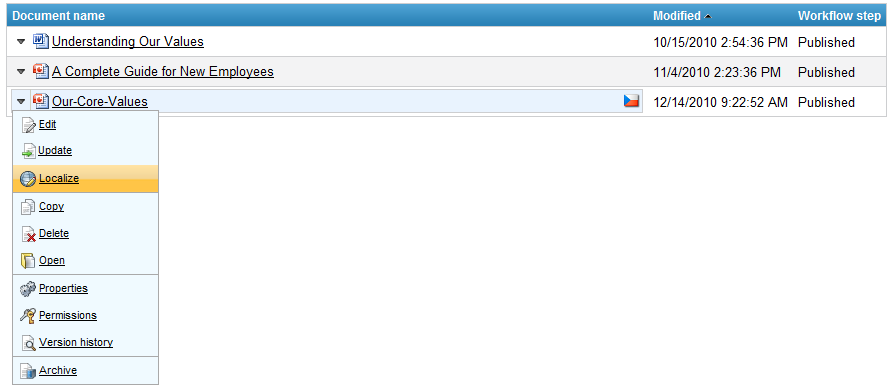 Document name Modified Workflow step
Understanding Our Values 10/15/2010 2:54:36 PM Published
A Complete Guide for New Employees 11/4/2010 2:23:36 PM Published
Our-Core-Values 12/14/2010 9:22:52 AM Published
Edit
Update
Localize
Copy
Delete
Open
Properties
Permissions
Version history
Archive